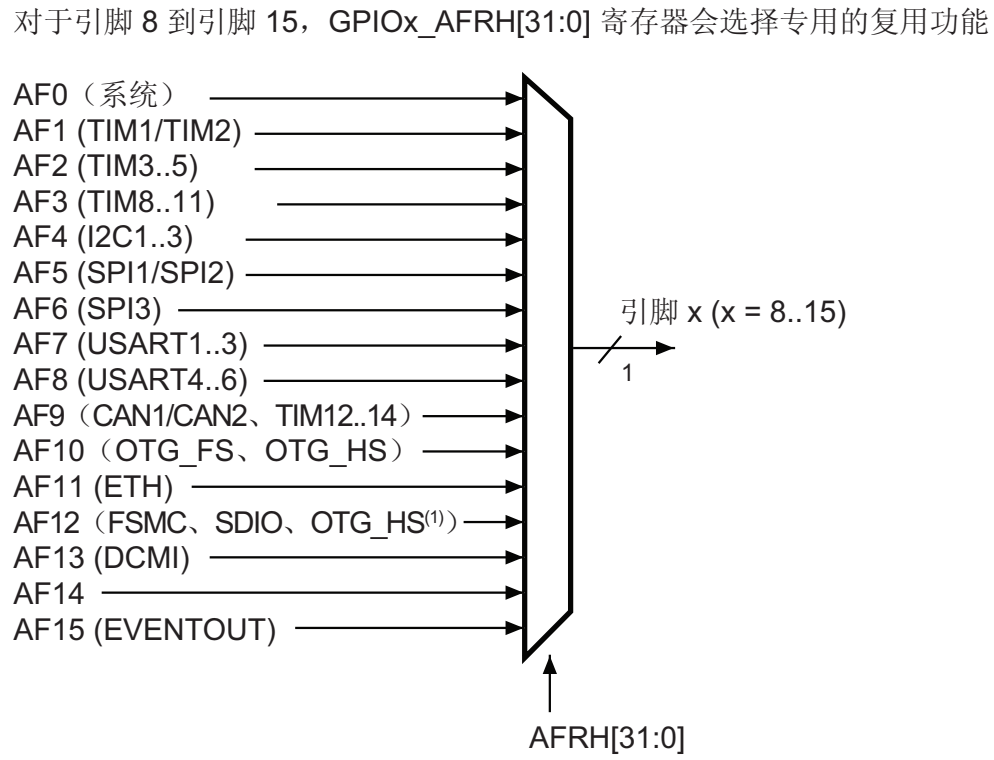 对于引脚 8 到引脚 15，GPIOx_AFRH[31:0] 寄存器会选择专用的复用功能
AF0（系统）
AF1 (TIM1/TIM2)
AF2 (TIM3..5)
AF3 (TIM8..11)
AF4 (I2C1..3)
AF5 (SPI1/SPI2)
AF6 (SPI3)
AF7 (USART1..3)
AF8 (USART4..6)
AF9（CAN1/CAN2、TIM12..14）
AF10（OTG_FS、OTG_HS）
AF11 (ETH)
AF12（FSMC、SDIO、OTG_HS(1)）
AF13 (DCMI)
AF14
AF15 (EVENTOUT)
引脚 x (x = 8..15)
1
AFRH[31:0]